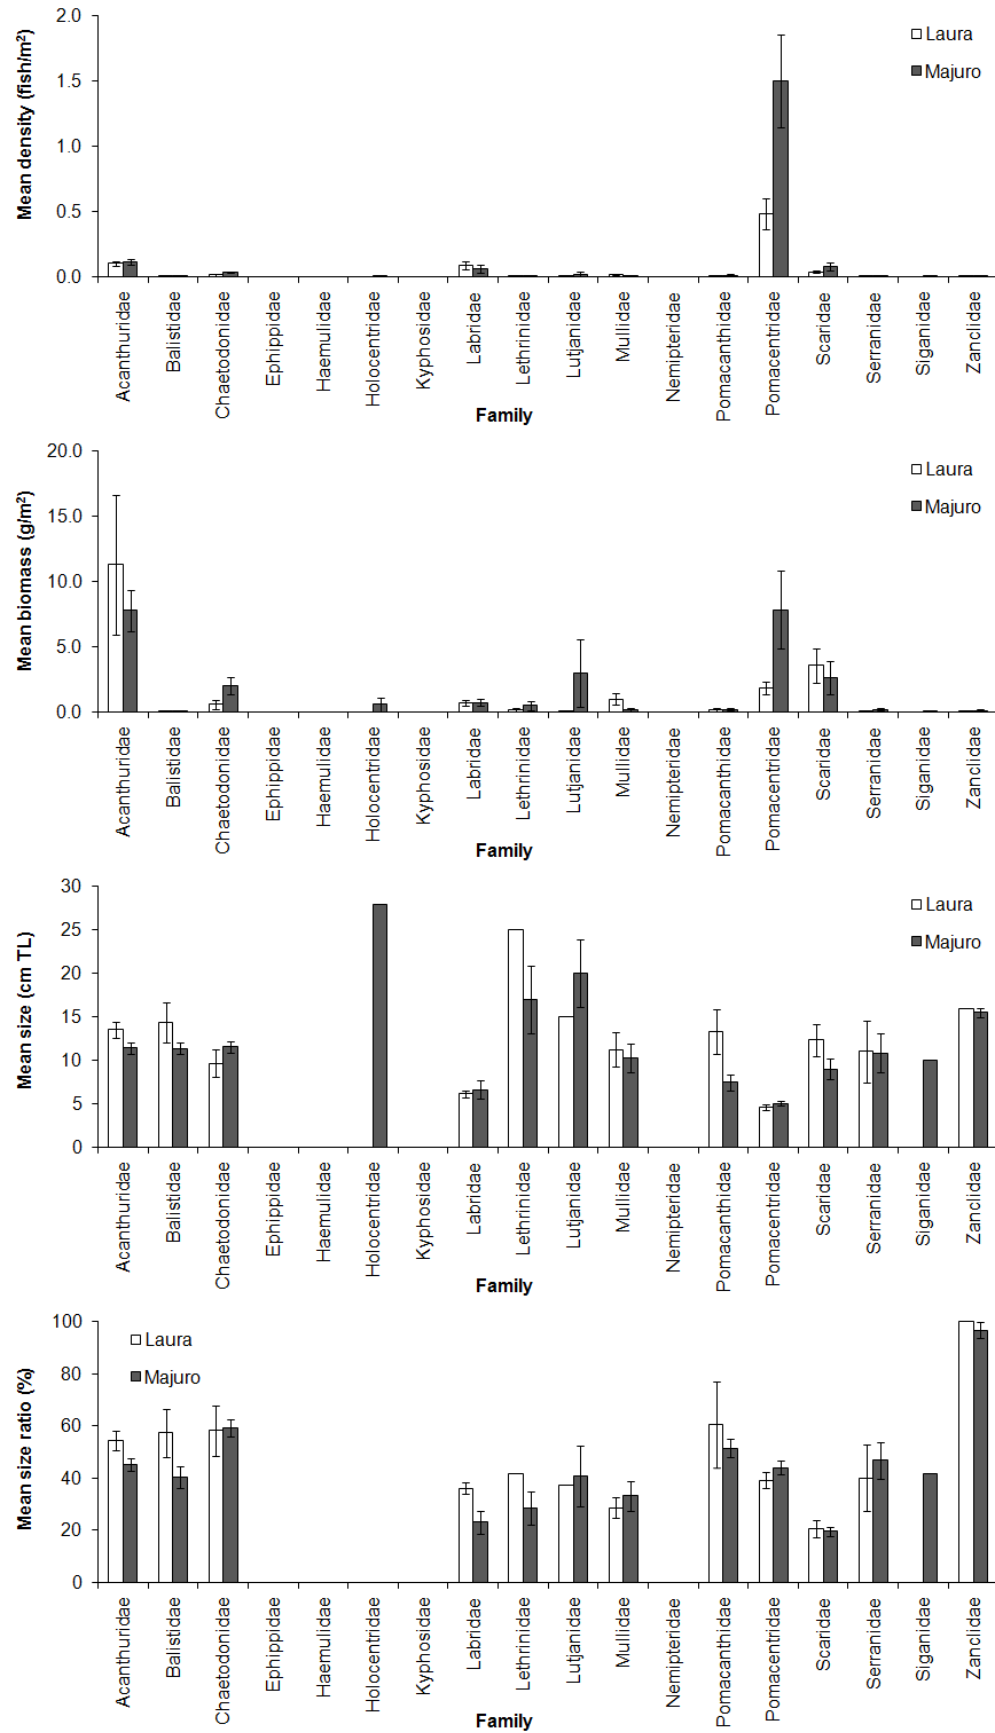 2.0
1.5
1.0
0.5
0.0
Mean density (fish/m²)
Laura
Majuro
Acanthuridae
Balistidae
Chaetodonidae
Ephippidae
Haemulidae
Holocentridae
Kyphosidae
Labridae
Lethrinidae
Lutjanidae
Mullidae
Nemipteridae
Pomacanthidae
Pomacentridae
Scaridae
Serranidae
Siganidae
Zanclidae
Family
20.0
15.0
10.0
5.0
0.0
Mean biomass (g/m²)
Laura
Majuro
Acanthuridae
Balistidae
Chaetodonidae
Ephippidae
Haemulidae
Holocentridae
Kyphosidae
Labridae
Lethrinidae
Lutjanidae
Mullidae
Nemipteridae
Pomacanthidae
Pomacentridae
Scaridae
Serranidae
Siganidae
Zanclidae
Family
30
25
20
15
10
5
0
Mean size (cm TL)
Laura
Majuro
Acanthuridae
Balistidae
Chaetodonidae
Ephippidae
Haemulidae
Holocentridae
Kyphosidae
Labridae
Lethrinidae
Lutjanidae
Mullidae
Nemipteridae
Pomacanthidae
Pomacentridae
Scaridae
Serranidae
Siganidae
Zanclidae
Family
100
80
60
40
20
0
Mean size ratio (%)
Laura
Majuro
Acanthuridae
Balistidae
Chaetodonidae
Ephippidae
Haemulidae
Holocentridae
Kyphosidae
Labridae
Lethrinidae
Lutjanidae
Mullidae
Nemipteridae
Pomacanthidae
Pomacentridae
Scaridae
Serranidae
Siganidae
Zanclidae
Family